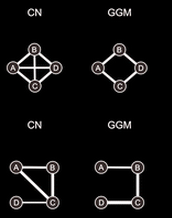 CN GGM
B B
A D A D
C C
CN GGM
A B A B
D C D C